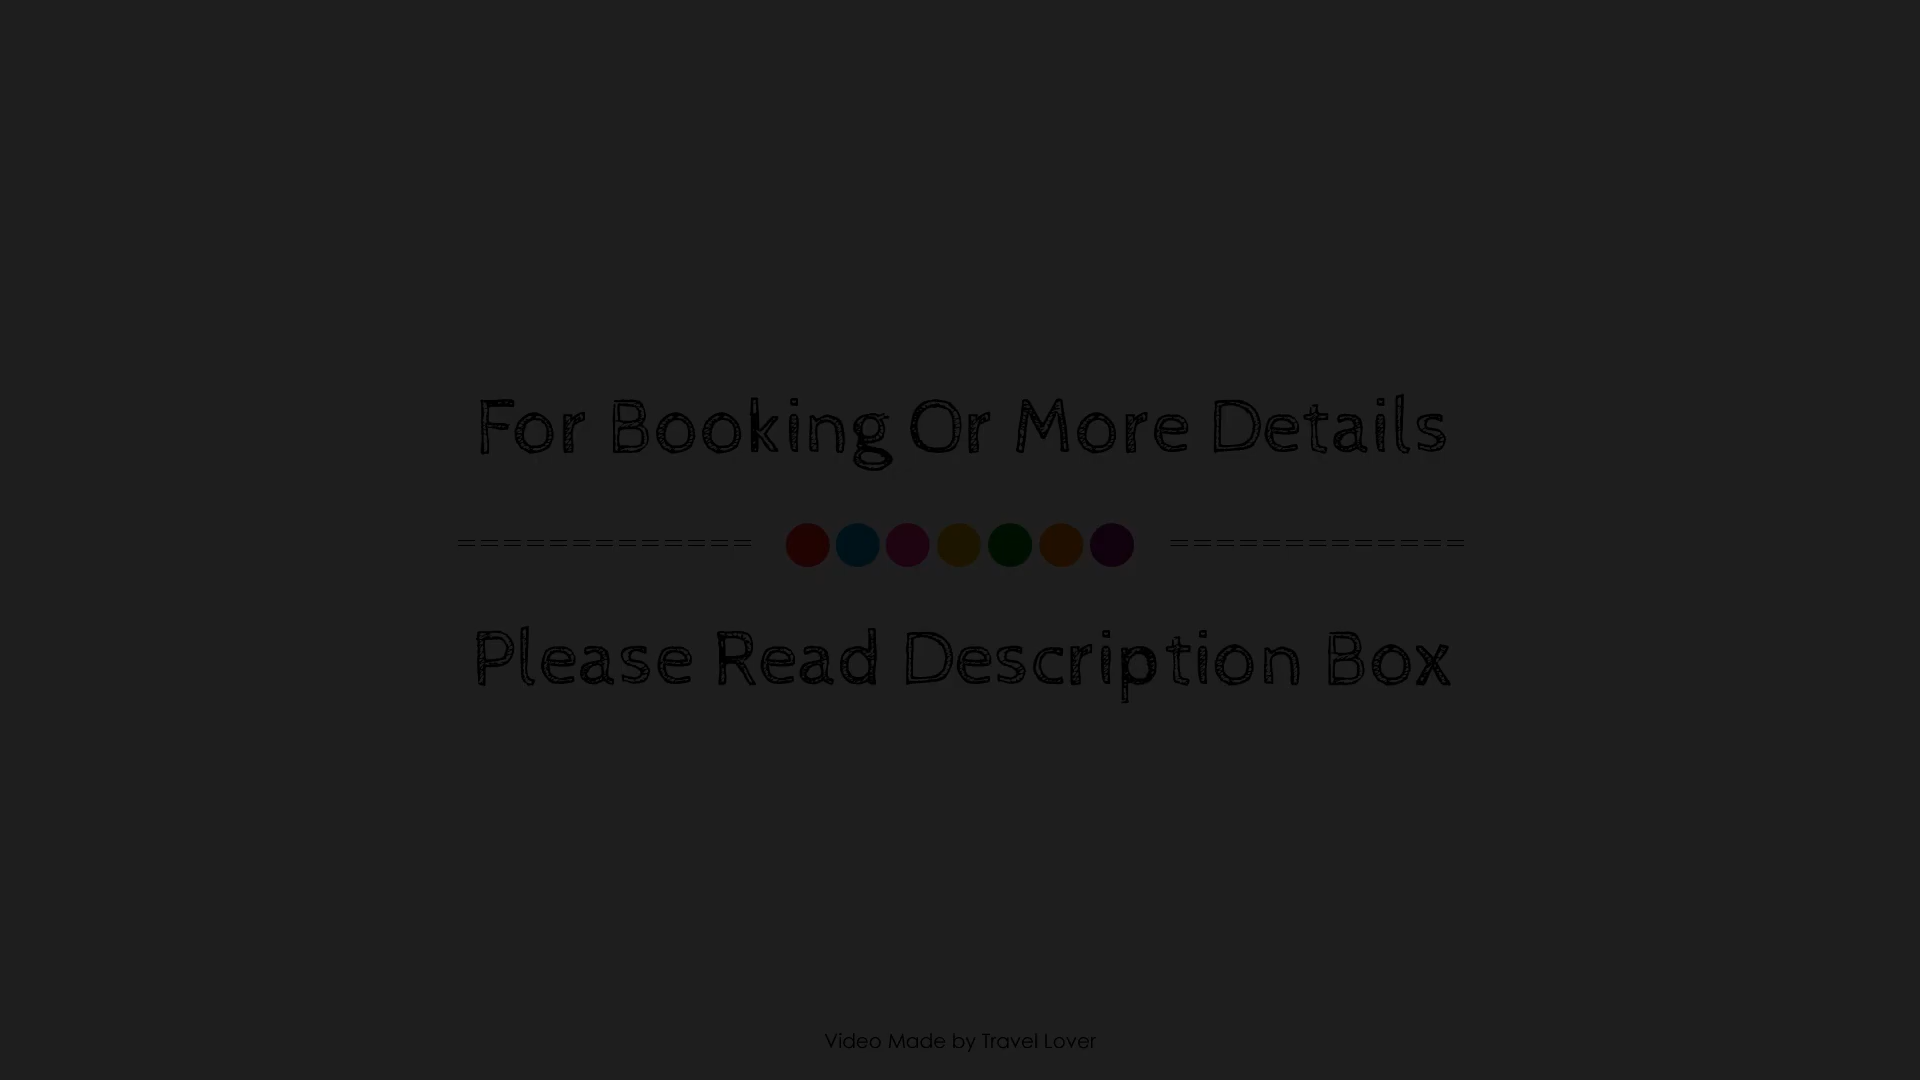 For Booking Or More Details
============= =============
Please Read Description Box
Video Made by Travel Lover